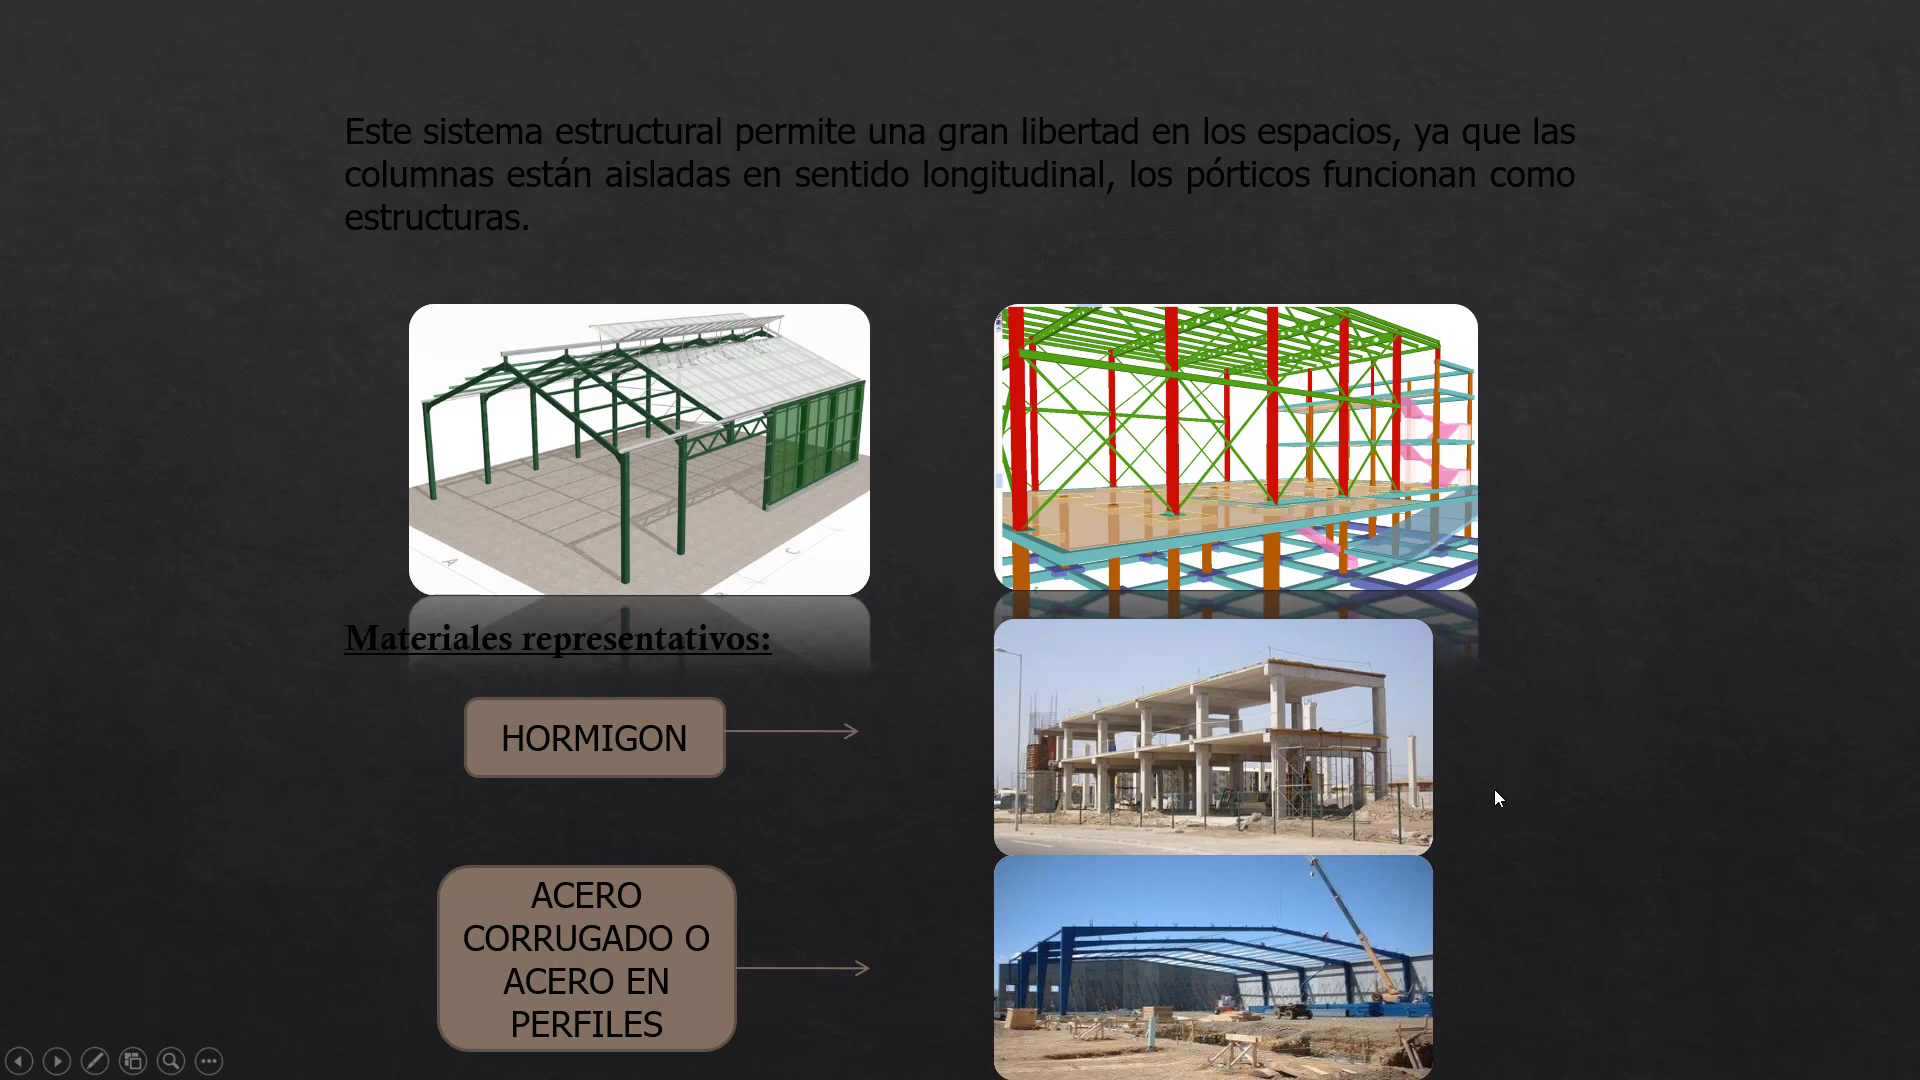 Este sistema estructural permite una gran libertad en los espacios, ya que las
columnas están aisladas en sentido longitudinal, los pórticos funcionan como
estructuras.
A
C
Materiales representativos:
HORMIGON
ACERO
CORRUGADO O
ACERO EN
PERFILES